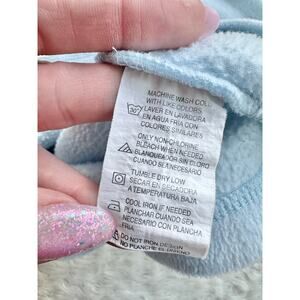 MACHINE WASH COLD
WITH LIKE COLORS
LAVER EN LAVADORA
EN AGUA FRIA CON
COLORES SIMILARES
ONLY NON-CHLORINE
BLEACH WHEN NEEDED
BLANQUEADOR SIN CLORO
CUANDO SEA NECESARIO
TUMBLE DRY LOW
SECAR EN SECADORA
A TEMPERATURA BAJA
COOL IRON IF NEEDED
PLANCHAR CUANDO SEA
NECESARIO CON PLANCHA
FRIA
DO NOT IRON DESIGN
NO PLANCHE EL DISENO